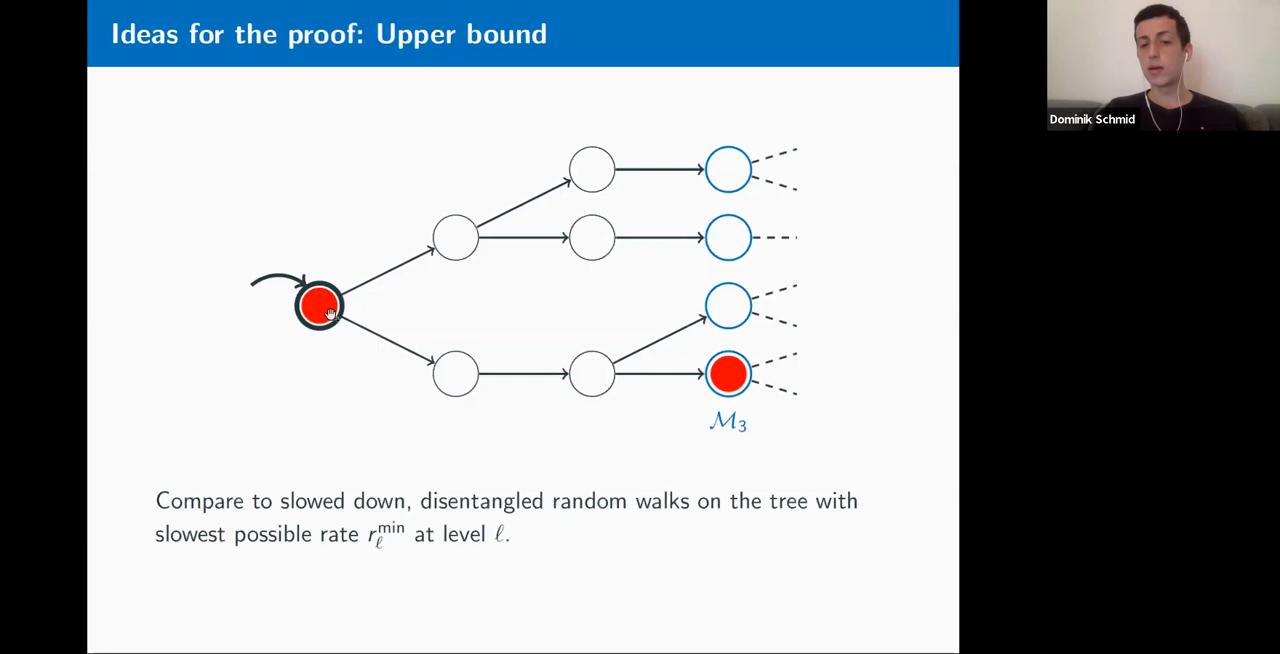 Ideas for the proof: Upper bound
Dominik Schmid
ℳ₃
Compare to slowed down, disentangled random walks on the tree with
slowest possible rate r_ℓ^min at level ℓ.